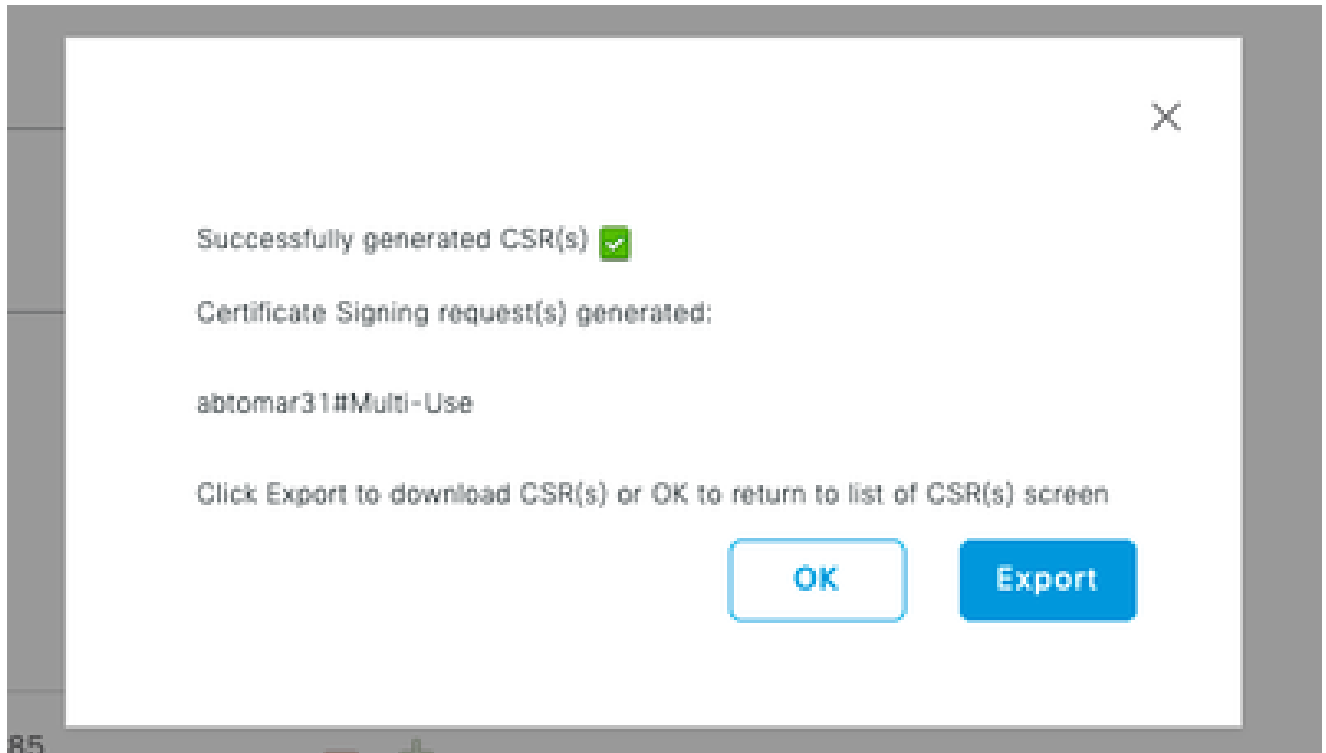 Successfully generated CSR(s) ✅
Certificate Signing request(s) generated:
abtomar31#Multi-Use
Click Export to download CSR(s) or OK to return to list of CSR(s) screen
OK
Export
85